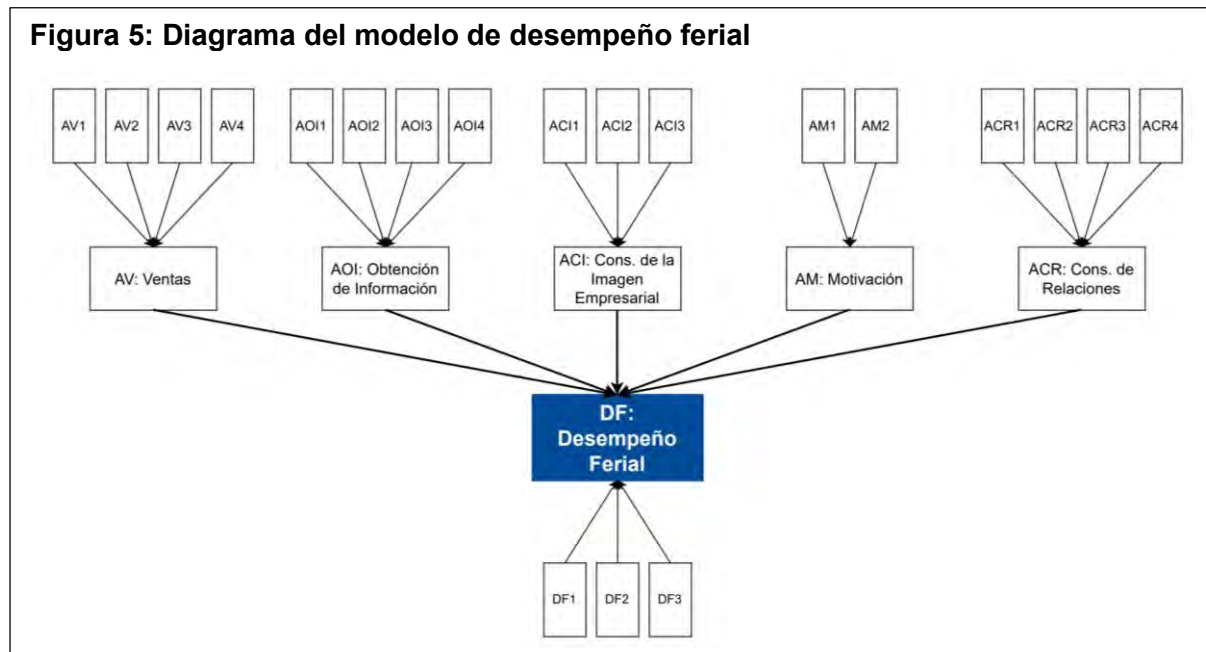 Figura 5: Diagrama del modelo de desempeño ferial
AV1 AV2 AV3 AV4 AOI1 AOI2 AOI3 AOI4 ACI1 ACI2 ACI3 AM1 AM2 ACR1 ACR2 ACR3 ACR4
AV: Ventas
AOI: Obtención
de Información
ACI: Cons. de la
Imagen
Empresarial
AM: Motivación
ACR: Cons. de
Relaciones
DF:
Desempeño
Ferial
DF1 DF2 DF3